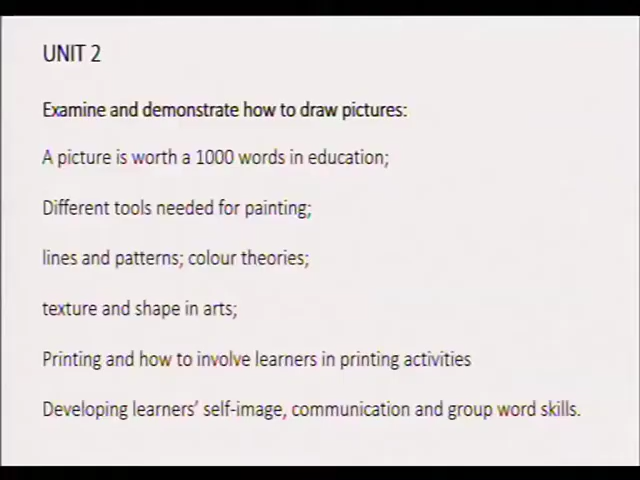 UNIT 2
Examine and demonstrate how to draw pictures:
A picture is worth a 1000 words in education;
Different tools needed for painting;
lines and patterns; colour theories;
texture and shape in arts;
Printing and how to involve learners in printing activities
Developing learners’ self-image, communication and group word skills.